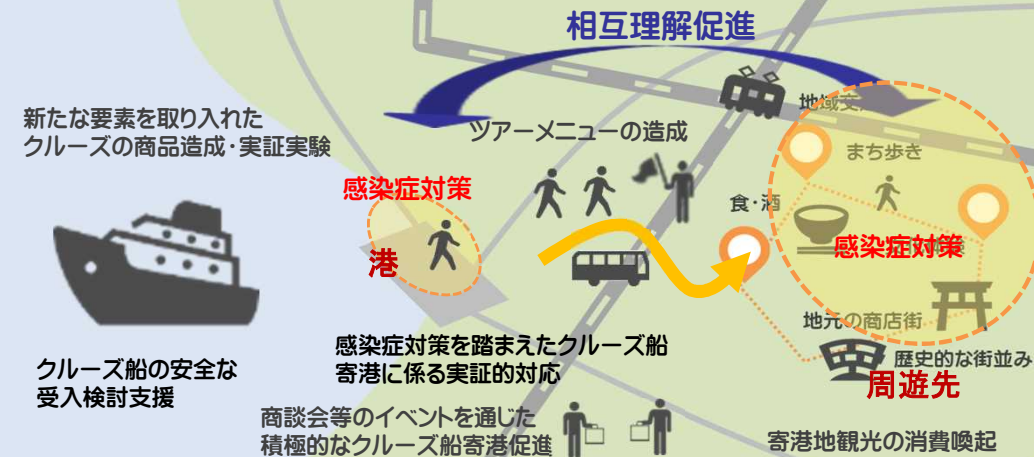 相互理解促進
新たな要素を取り入れた
クルーズの商品造成・実証実験
ツアーメニューの造成
地域交
まち歩き
感染症対策
食・酒
感染症対策
港
地元の商店街
歴史的な街並み
周遊先
クルーズ船の安全な
受入検討支援
感染症対策を踏まえたクルーズ船
寄港に係る実証的対応
商談会等のイベントを通じた
積極的なクルーズ船寄港促進
寄港地観光の消費喚起